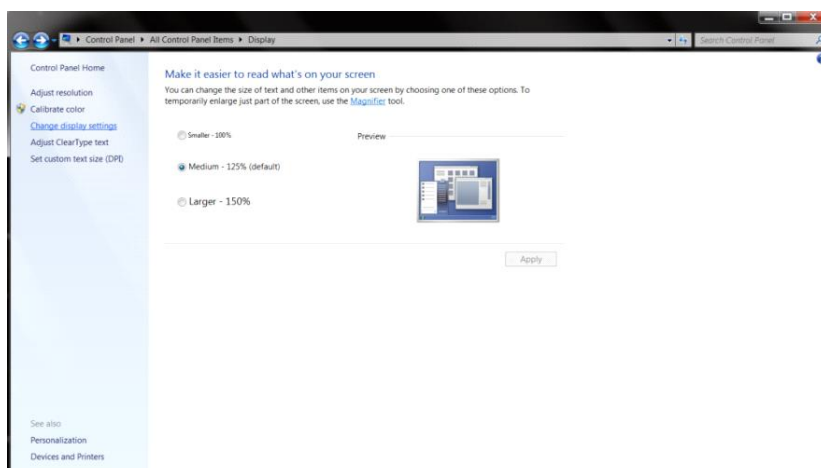 Control Panel ▸ All Control Panel Items ▸ Display
Search Control Panel
Control Panel Home
Adjust resolution
Calibrate color
Change display settings
Adjust ClearType text
Set custom text size (DPI)
Make it easier to read what's on your screen
You can change the size of text and other items on your screen by choosing one of these options. To
temporarily enlarge just part of the screen, use the Magnifier tool.
Smaller - 100%
Preview
Medium - 125% (default)
Larger - 150%
Apply
See also
Personalization
Devices and Printers